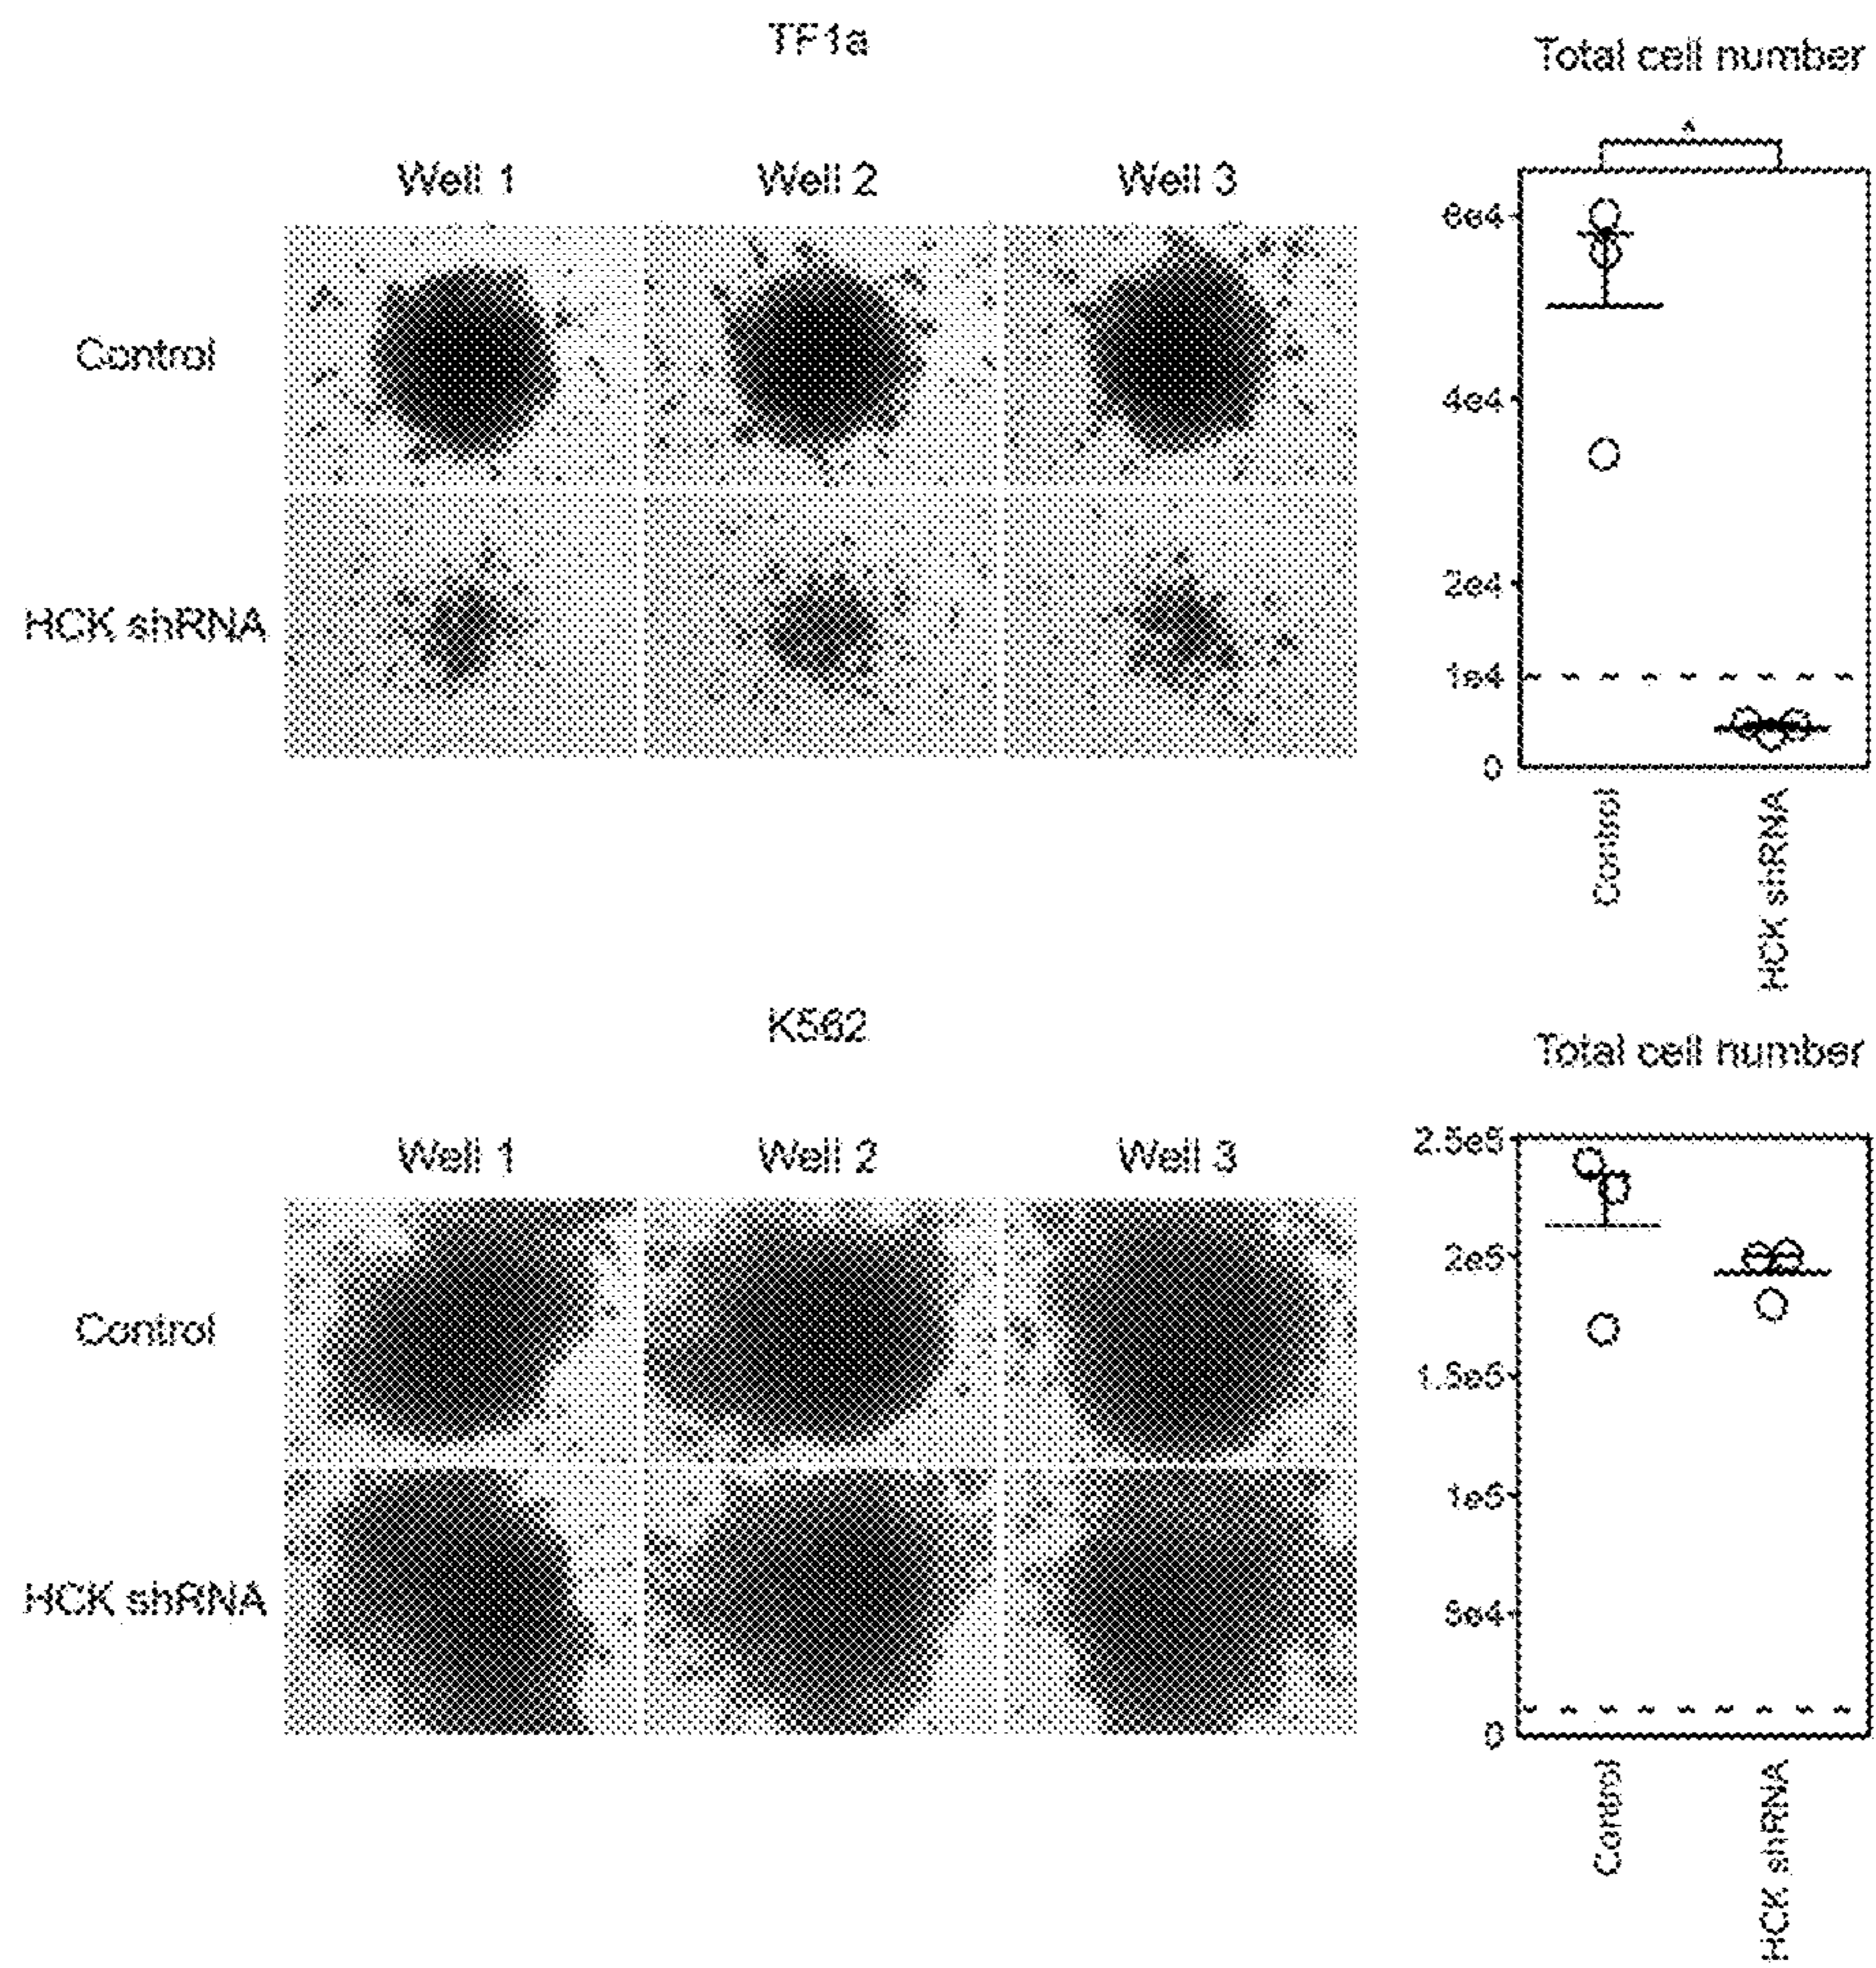 TF1a
Total cell number
*
Well 1 Well 2 Well 3
6e4
Control
4e4
2e4
HCK shRNA
1e4
0
Control
HCK shRNA
K562
Total cell number
Well 1 Well 2 Well 3
2.5e5
2e5
Control
1.5e5
1e5
HCK shRNA
5e4
0
Control
HCK shRNA